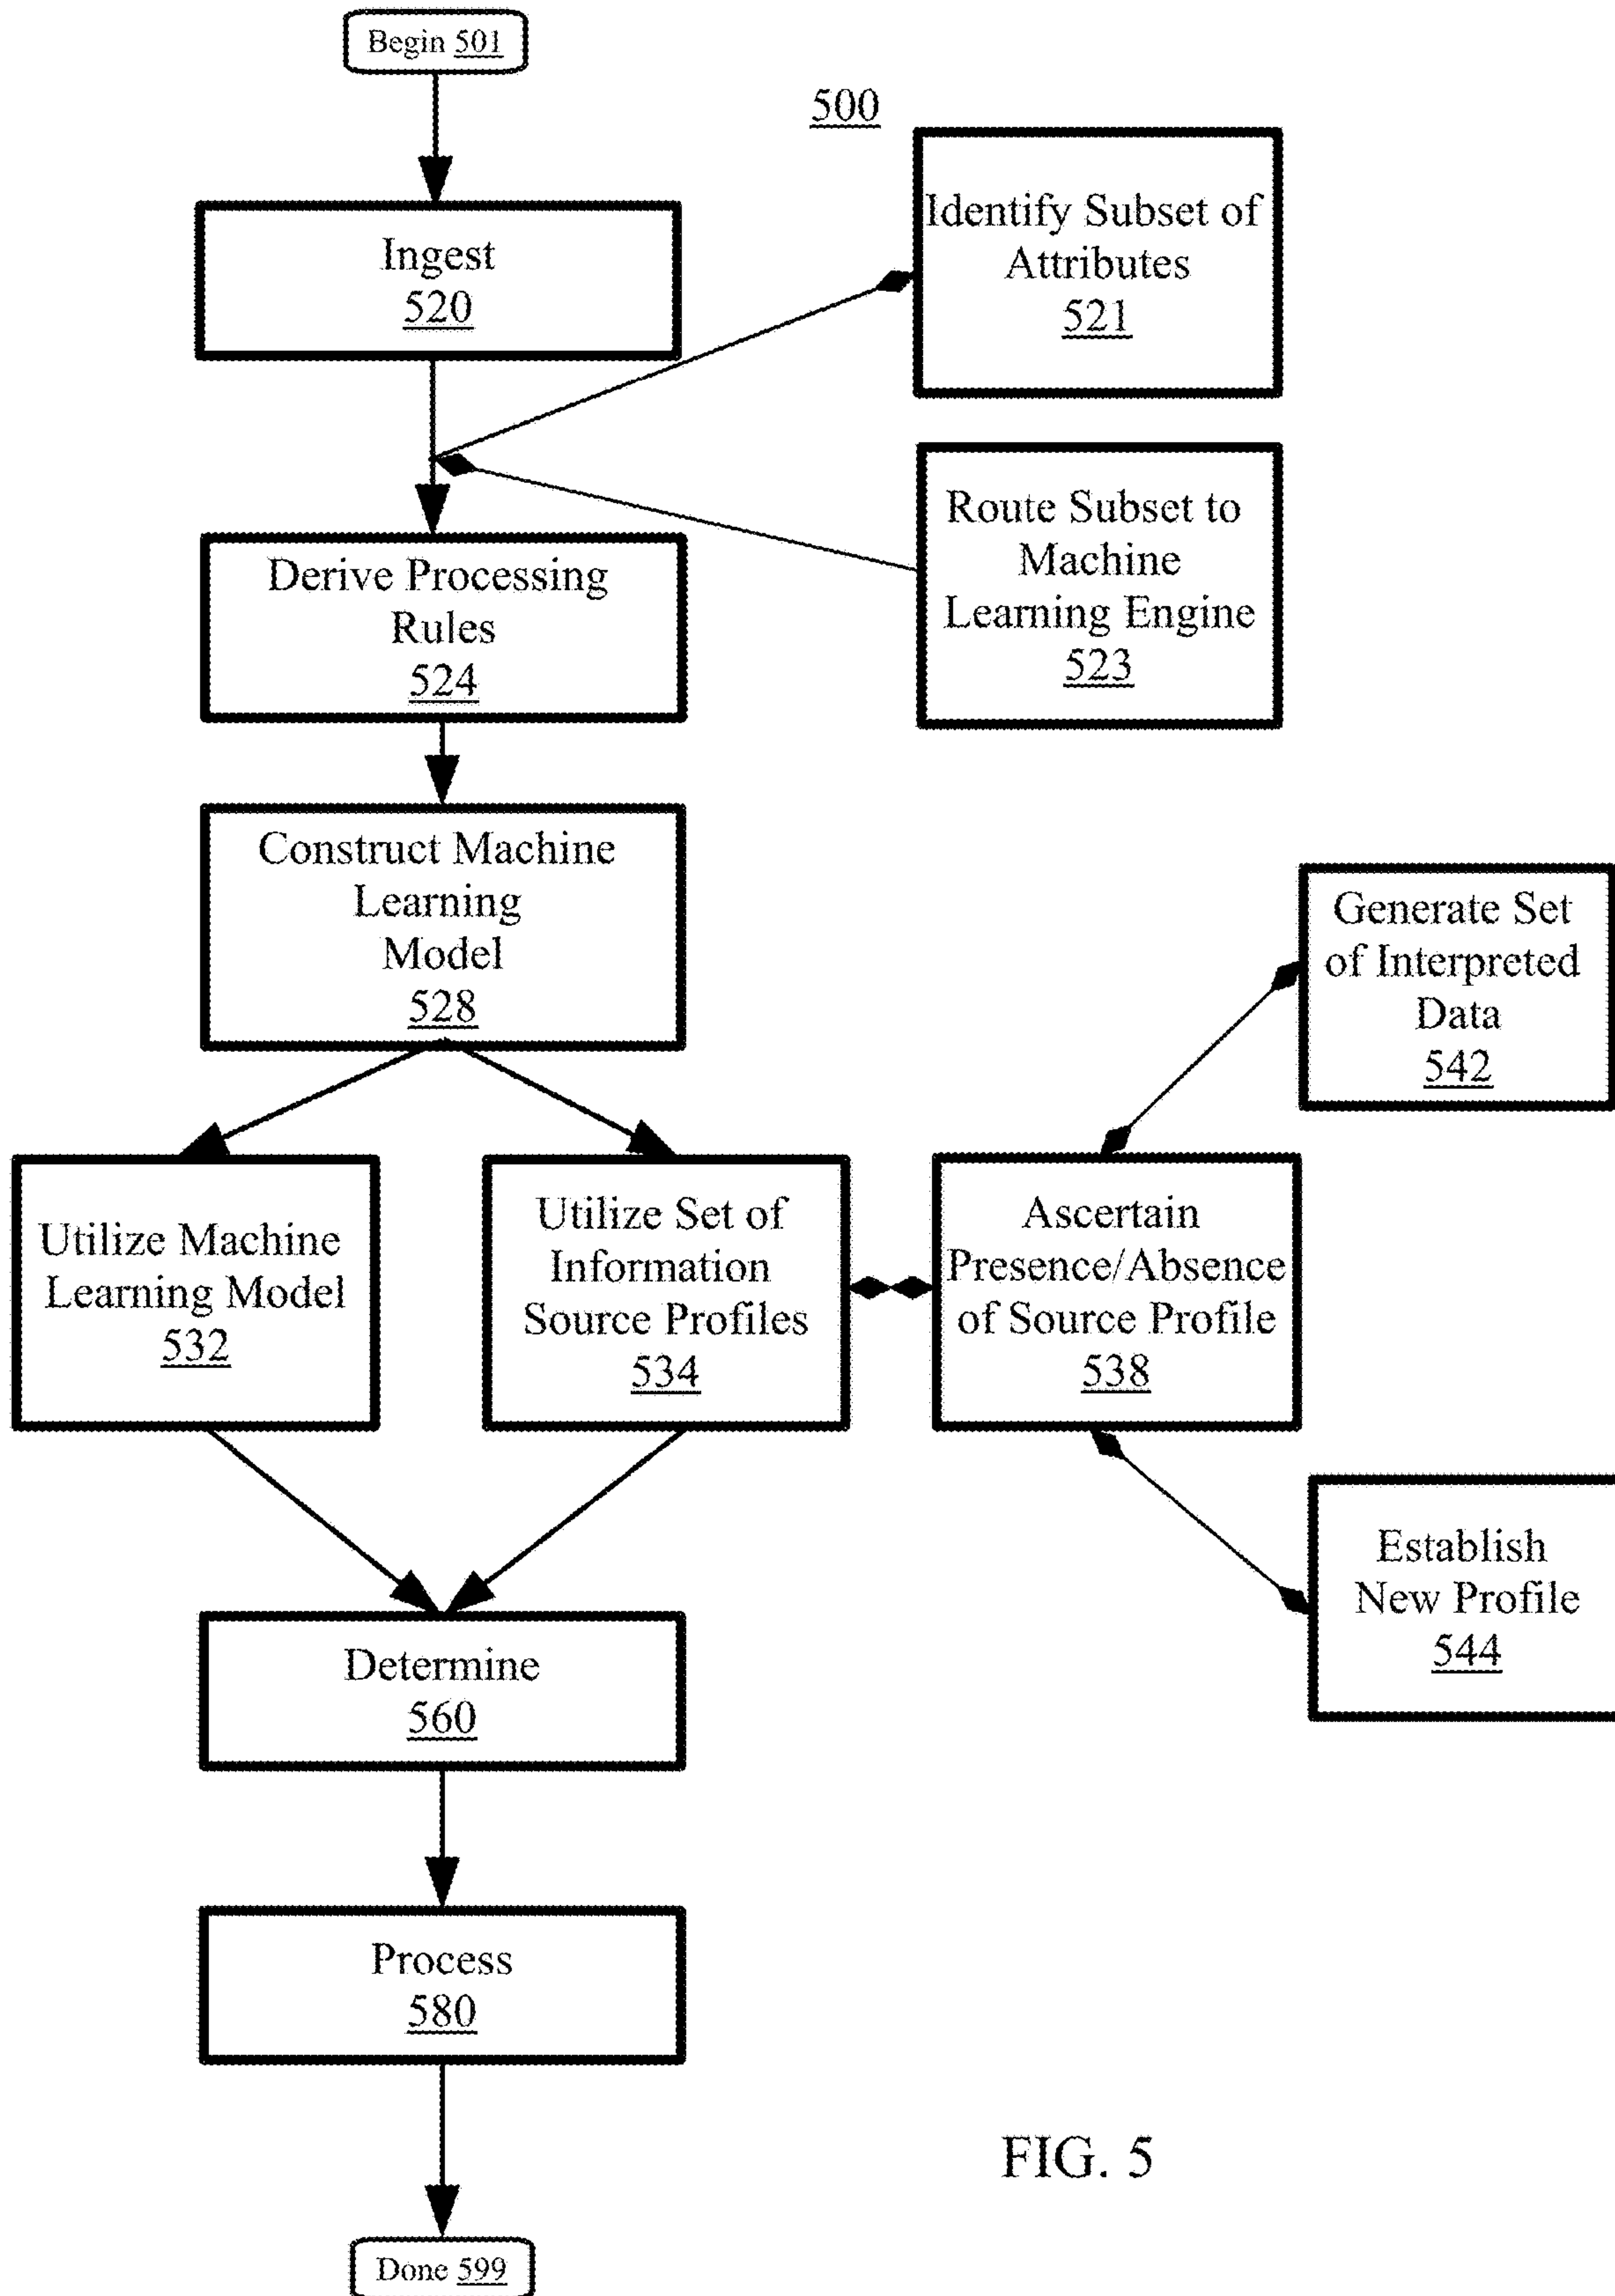 Begin 501
500
Ingest
520
Identify Subset of
Attributes
521
Route Subset to
Machine
Learning Engine
523
Derive Processing
Rules
524
Construct Machine
Learning
Model
528
Generate Set
of Interpreted
Data
542
Utilize Machine
Learning Model
532
Utilize Set of
Information
Source Profiles
534
Ascertain
Presence/Absence
of Source Profile
538
Establish
New Profile
544
Determine
560
Process
580
FIG. 5
Done 599